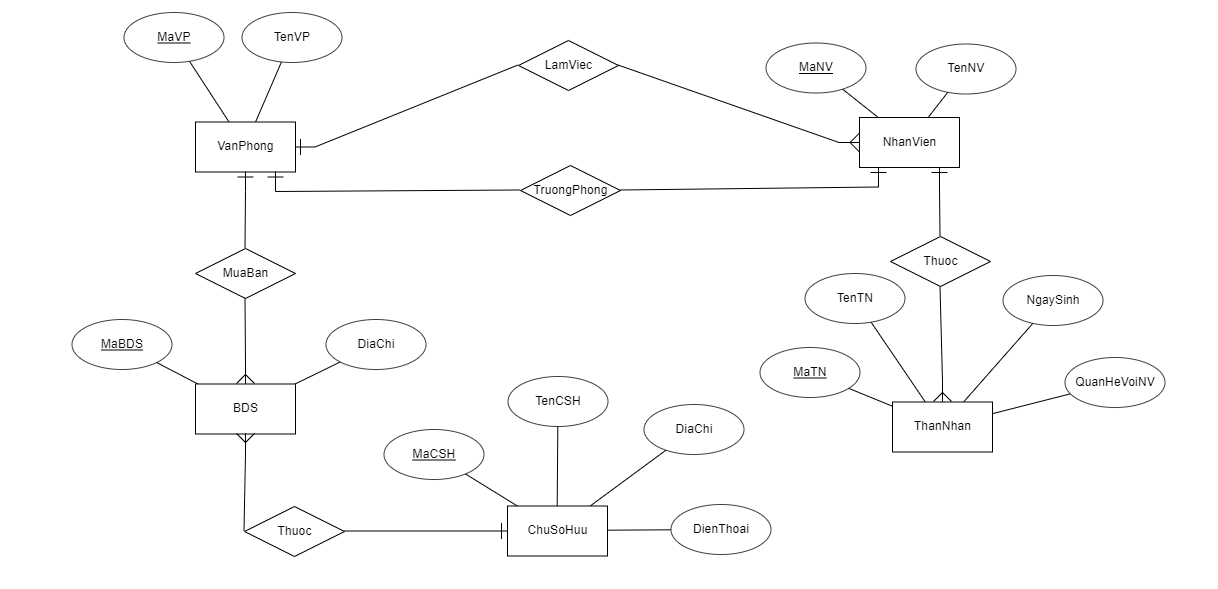 MaVP
TenVP
LamViec
MaNV
TenNV
VanPhong
NhanVien
TruongPhong
MuaBan
Thuoc
TenTN
NgaySinh
MaBDS
DiaChi
MaTN
QuanHeVoiNV
BDS
TenCSH
ThanNhan
DiaChi
MaCSH
Thuoc
ChuSoHuu
DienThoai